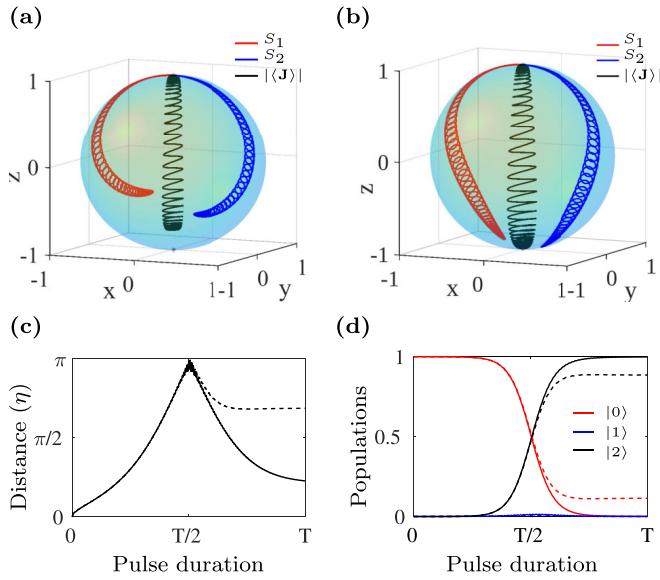 (a)
S1
S2
|⟨J⟩|
1
0
-1
z
-1
0
1
x
-1
0
1
y
(b)
S1
S2
|⟨J⟩|
1
0
-1
z
-1
0
1
x
-1
0
1
y
(c)
π
π/2
0
Distance (η)
0 T/2 T
Pulse duration
(d)
1
0.5
0
Populations
|0⟩
|1⟩
|2⟩
0 T/2 T
Pulse duration